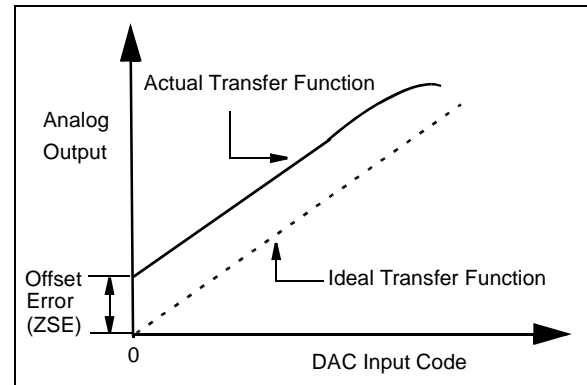 Actual Transfer Function
Analog
Output
Offset
Error
(ZSE)
Ideal Transfer Function
0
DAC Input Code